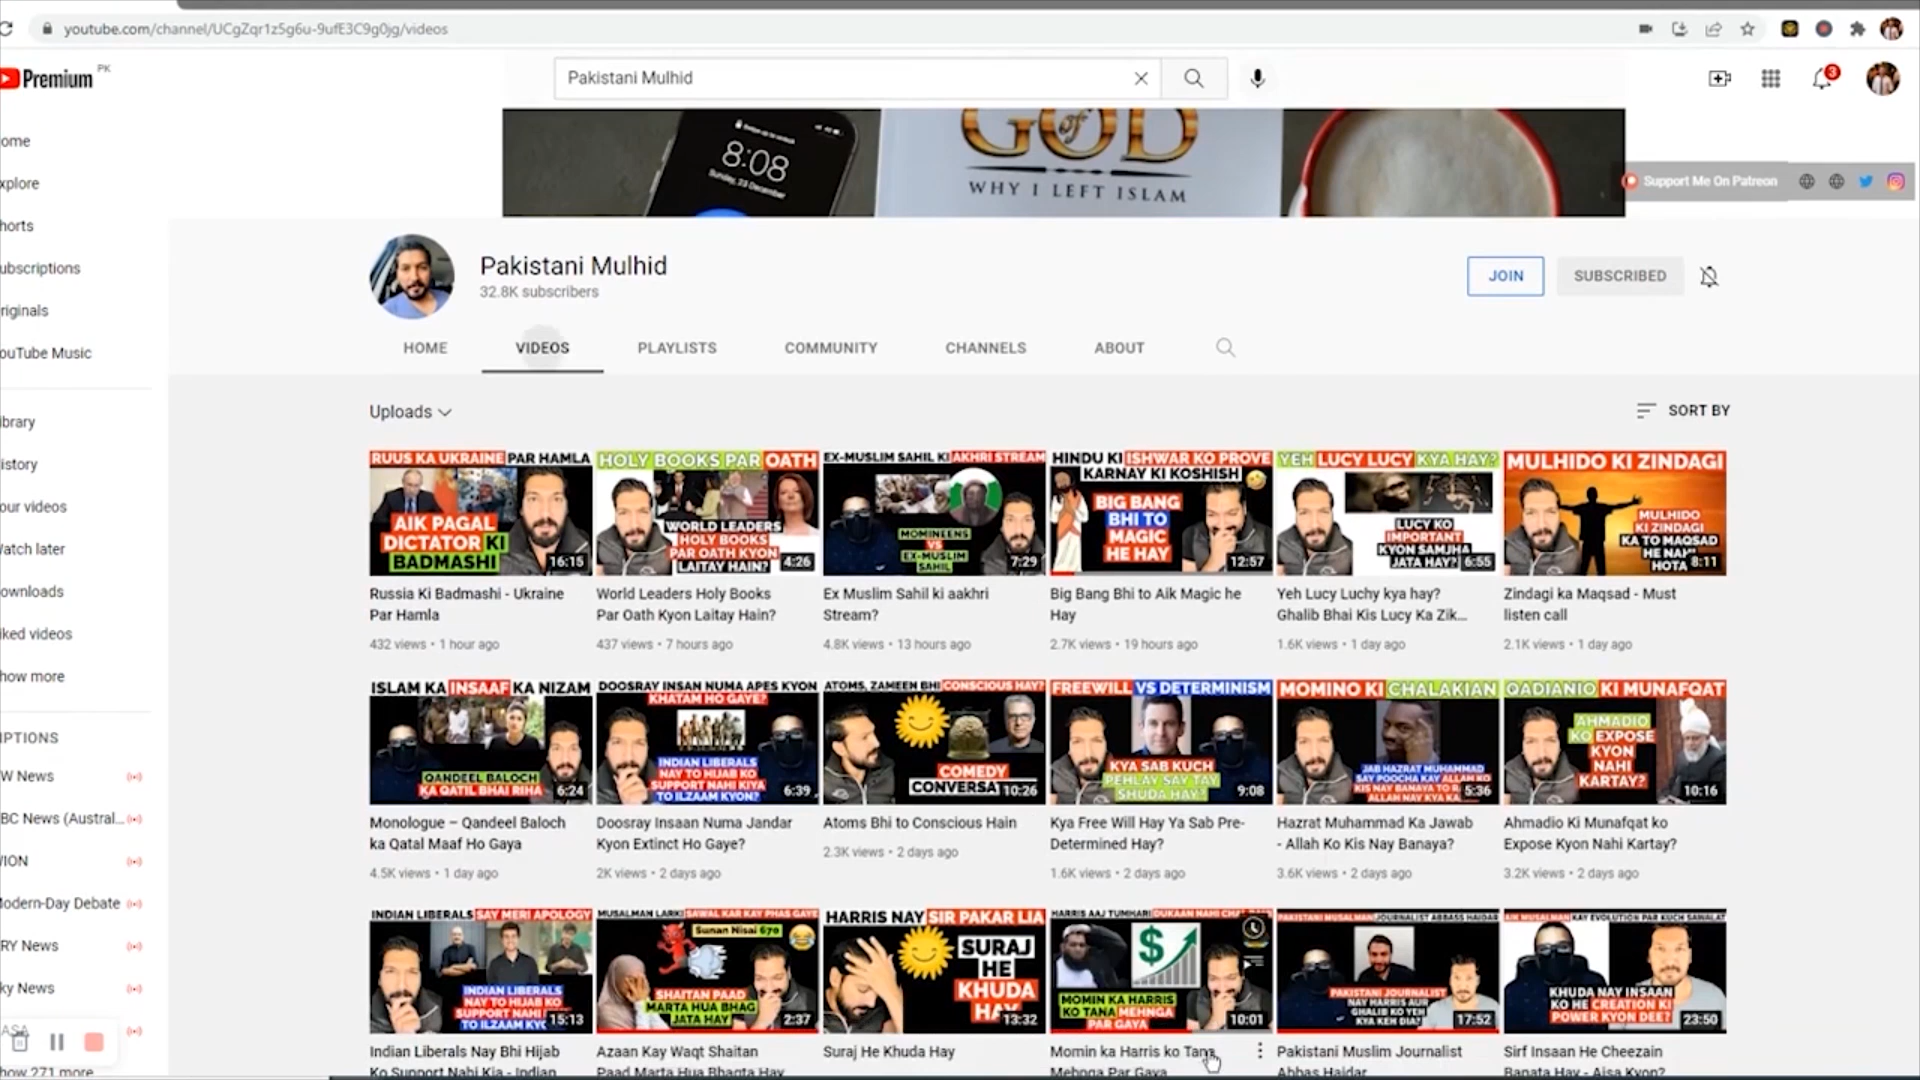 youtube.com/channel/UCgZqr1z5g6u-9ufE3C9g0jg/videos
Premium PK
Pakistani Mulhid
3
8:08
Sunday, 23 December
GOD
of
WHY I LEFT ISLAM
Support Me On Patreon
ome
xplore
horts
ubscriptions
riginals
ouTube Music
ibrary
istory
our videos
Vatch later
ownloads
iked videos
how more
IPTIONS
W News
BC News (Austral...
/ION
Modern-Day Debate
RY News
ky News
ASA
how 271 more
Pakistani Mulhid
32.8K subscribers
JOIN
SUBSCRIBED
HOME VIDEOS PLAYLISTS COMMUNITY CHANNELS ABOUT
Uploads
SORT BY
RUUS KA UKRAINE PAR HAMLA
AIK PAGAL
DICTATOR KI
BADMASHI
16:15
Russia Ki Badmashi - Ukraine
Par Hamla
432 views • 1 hour ago
HOLY BOOKS PAR OATH
WORLD LEADERS
HOLY BOOKS
PAR OATH KYON
LAITAY HAIN?
4:26
World Leaders Holy Books
Par Oath Kyon Laitay Hain?
437 views • 7 hours ago
EX-MUSLIM SAHIL KI AKHRI STREAM
MOMINEENS
VS
EX-MUSLIM
SAHIL
7:29
Ex Muslim Sahil ki aakhri
Stream?
4.8K views • 13 hours ago
HINDU KI ISHWAR KO PROVE
KARNAY KI KOSHISH
BIG BANG
BHI TO
MAGIC
HE HAY
12:57
Big Bang Bhi to Aik Magic he
Hay
2.7K views • 19 hours ago
YEH LUCY LUCY KYA HAY?
LUCY KO
IMPORTANT
KYON SAMJHA
JATA HAY?
6:55
Yeh Lucy Luchy kya hay?
Ghalib Bhai Kis Lucy Ka Zik...
1.6K views • 1 day ago
MULHIDO KI ZINDAGI
MULHIDO
KI ZINDAGI
KA TO MAQSAD
HE NAHI
HOTA
8:11
Zindagi ka Maqsad - Must
listen call
2.1K views • 1 day ago
ISLAM KA INSAAF KA NIZAM
QANDEEL BALOCH
KA QATIL BHAI RIHA
6:24
Monologue – Qandeel Baloch
ka Qatal Maaf Ho Gaya
4.5K views • 1 day ago
DOOSRAY INSAN NUMA APES KYON
KHATAM HO GAYE?
INDIAN LIBERALS
NAY TO HIJAB KO
SUPPORT NAHI KIYA
TO ILZAAM KYON?
6:39
Doosray Insaan Numa Jandar
Kyon Extinct Ho Gaye?
2K views • 2 days ago
ATOMS, ZAMEEN BHI CONSCIOUS HAY?
COMEDY
CONVERSAT
10:26
Atoms Bhi to Conscious Hain
2.3K views • 2 days ago
FREEWILL VS DETERMINISM
KYA SAB KUCH
PEHLAY SAY TAY
SHUDA HAY?
9:08
Kya Free Will Hay Ya Sab Pre-
Determined Hay?
1.6K views • 2 days ago
MOMINO KI CHALAKIAN
JAB HAZRAT MUHAMMAD
SAY POOCHA KAY ALLAH KO
KIS NAY BANAYA TO
ALLAH NAY KYA
5:36
Hazrat Muhammad Ka Jawab
- Allah Ko Kis Nay Banaya?
3.6K views • 2 days ago
QADIANIO KI MUNAFQAT
AHMADIO
KO EXPOSE
KYON
NAHI
KARTAY?
10:16
Ahmadio Ki Munafqat ko
Expose Kyon Nahi Kartay?
3.2K views • 2 days ago
INDIAN LIBERALS SAY MERI APOLOGY
INDIAN LIBERALS
NAY TO HIJAB KO
SUPPORT NAHI
TO ILZAAM KYO
15:13
Indian Liberals Nay Bhi Hijab
Ko Support Nahi Kia - Indian
MUSALMAN LARKI SAWAL KAR KAY PHAS GAYE
Sunan Nisai 670
SHAITAN PAAD
MARTA HUA BHAG
JATA HAY
2:37
Azaan Kay Waqt Shaitan
Paad Marta Hua Bhagta Hay
HARRIS NAY SIR PAKAR LIA
SURAJ
HE
KHUDA
HAY
13:32
Suraj He Khuda Hay
HARRIS AAJ TUMHARI DUKAAN NAHI
$
MOMIN KA HARRIS
KO TANA MEHNGA
PAR GAYA
10:01
Momin ka Harris ko Tana
Mehnga Par Gaya
PAKISTANI MUSALMAN JOURNALIST ABBASS HAIDAR
PAKISTANI JOURNALIST
NAY HARRIS AUR
GHALIB KO YEH
KYA KEH DIA?
17:52
Pakistani Muslim Journalist
Abbas Haidar
AIK MUSALMAN KAY EVOLUTION PAR KUCH SAWALAT
KHUDA NAY INSAAN
KO HE CREATION KI
POWER KYON DEE?
23:50
Sirf Insaan He Cheezain
Banata Hay - Aisa Kyon?